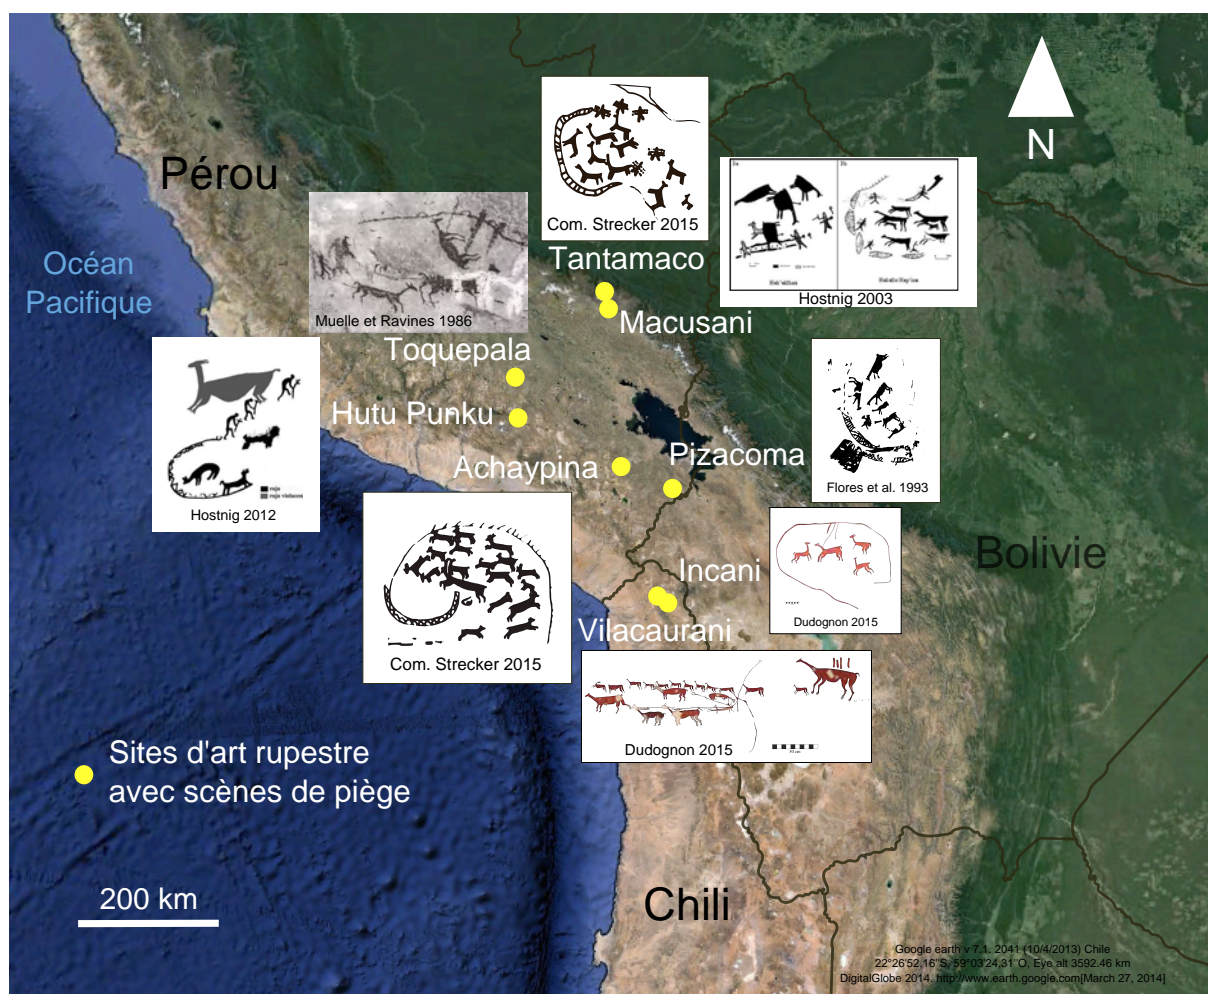 N
Pérou
Com. Strecker 2015
Océan
Pacifique
Tantamaco
Hostnig 2003
Muelle et Ravines 1986
Macusani
Toquepala
Hutu Punku
Achaypina
Pizacoma
Flores et al. 1993
Hostnig 2012
Bolivie
Incani
Vilacaurani
Dudognon 2015
Com. Strecker 2015
Dudognon 2015
Sites d'art rupestre
avec scènes de piège
200 km
Chili
Google earth v 7.1. 2041 (10/4/2013) Chile
22°26'52.16"S, 59°03'24.31"O, Eye alt 3592.46 km
DigitalGlobe 2014. http://www.earth.google.com[March 27, 2014]